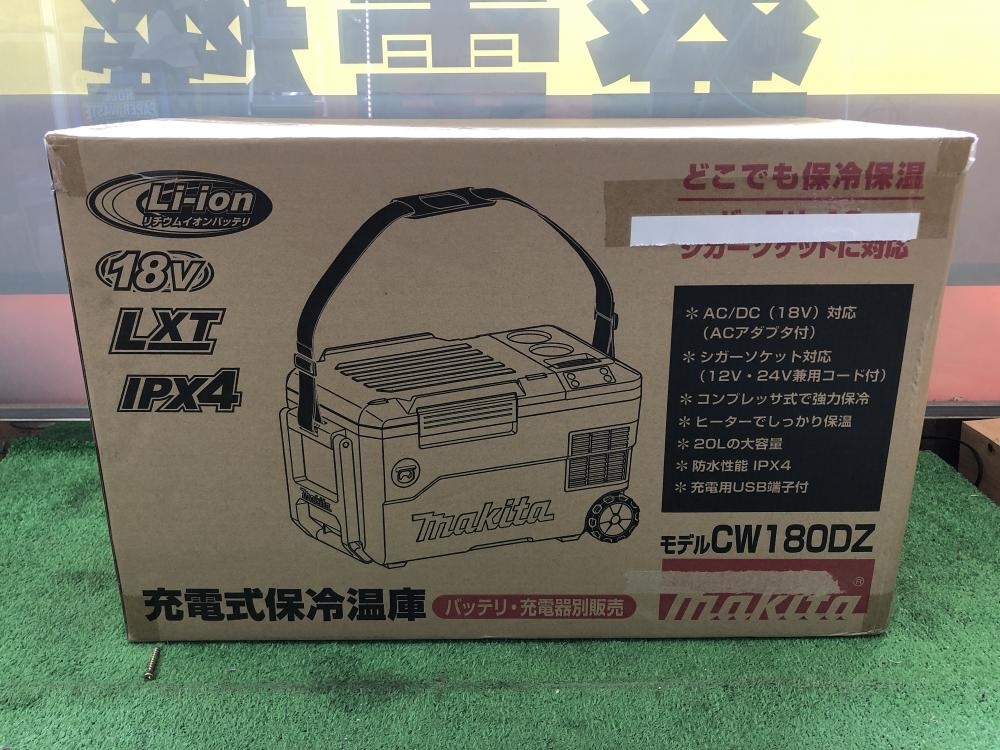 Li-ion
リチウムイオンバッテリ
18V
LXT
IPX4
どこでも保冷保温
シガーソケットに対応
＊AC/DC（18V）対応
（ACアダプタ付）
＊シガーソケット対応
（12V・24V兼用コード付）
＊コンプレッサ式で強力保冷
＊ヒーターでしっかり保温
＊20Lの大容量
＊防水性能 IPX4
＊充電用USB端子付
makita
makita
モデルCW180DZ
充電式保冷温庫
バッテリ・充電器別販売
makita®